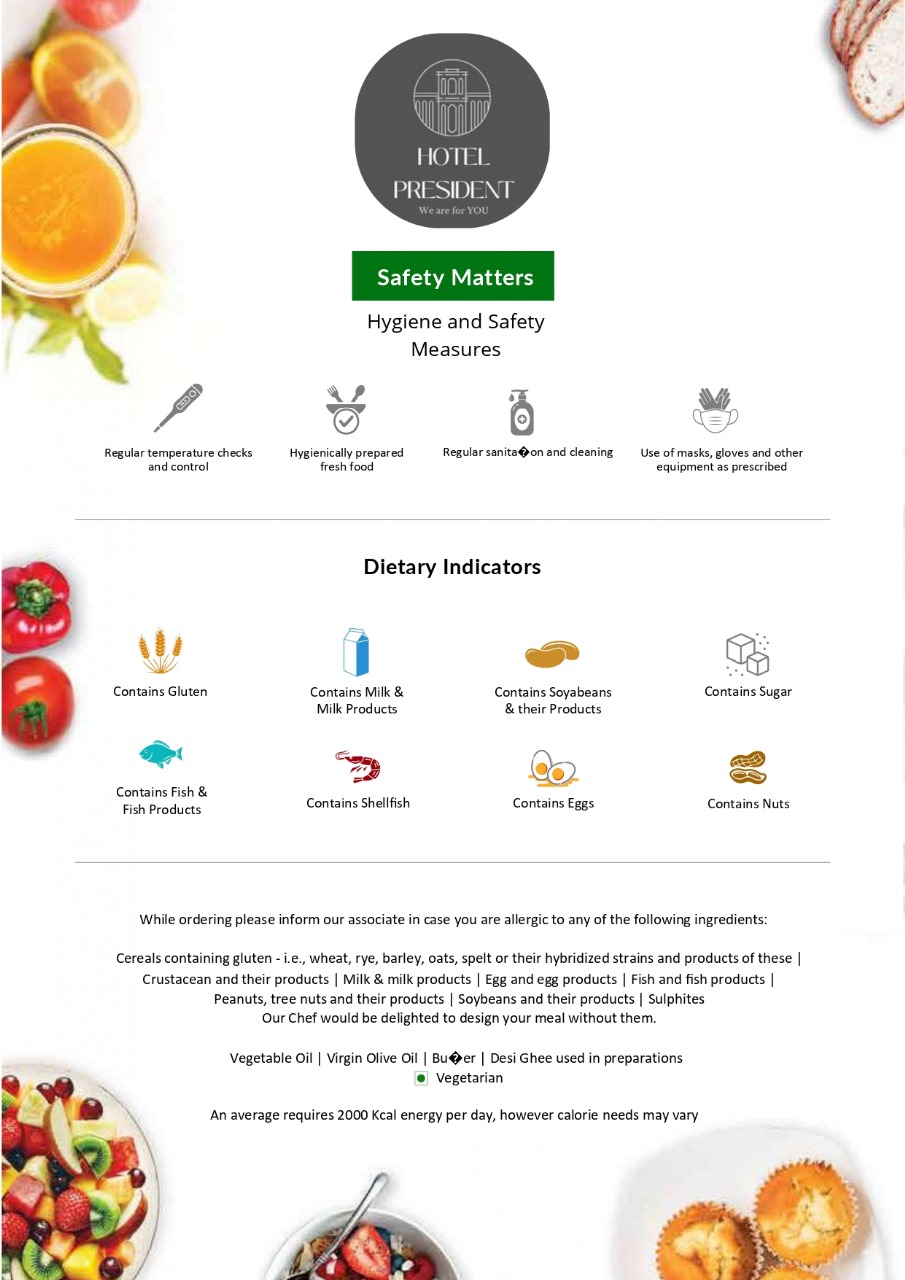 HOTEL
PRESIDENT
We are for YOU
Safety Matters
Hygiene and Safety
Measures
Regular temperature checks
and control
Hygienically prepared
fresh food
Regular sanita�on and cleaning
Use of masks, gloves and other
equipment as prescribed
Dietary Indicators
Contains Gluten
Contains Milk &
Milk Products
Contains Soyabeans
& their Products
Contains Sugar
Contains Fish &
Fish Products
Contains Shellfish
Contains Eggs
Contains Nuts
While ordering please inform our associate in case you are allergic to any of the following ingredients:
Cereals containing gluten - i.e., wheat, rye, barley, oats, spelt or their hybridized strains and products of these |
Crustacean and their products | Milk & milk products | Egg and egg products | Fish and fish products |
Peanuts, tree nuts and their products | Soybeans and their products | Sulphites
Our Chef would be delighted to design your meal without them.
Vegetable Oil | Virgin Olive Oil | Bu�er | Desi Ghee used in preparations
Vegetarian
An average requires 2000 Kcal energy per day, however calorie needs may vary